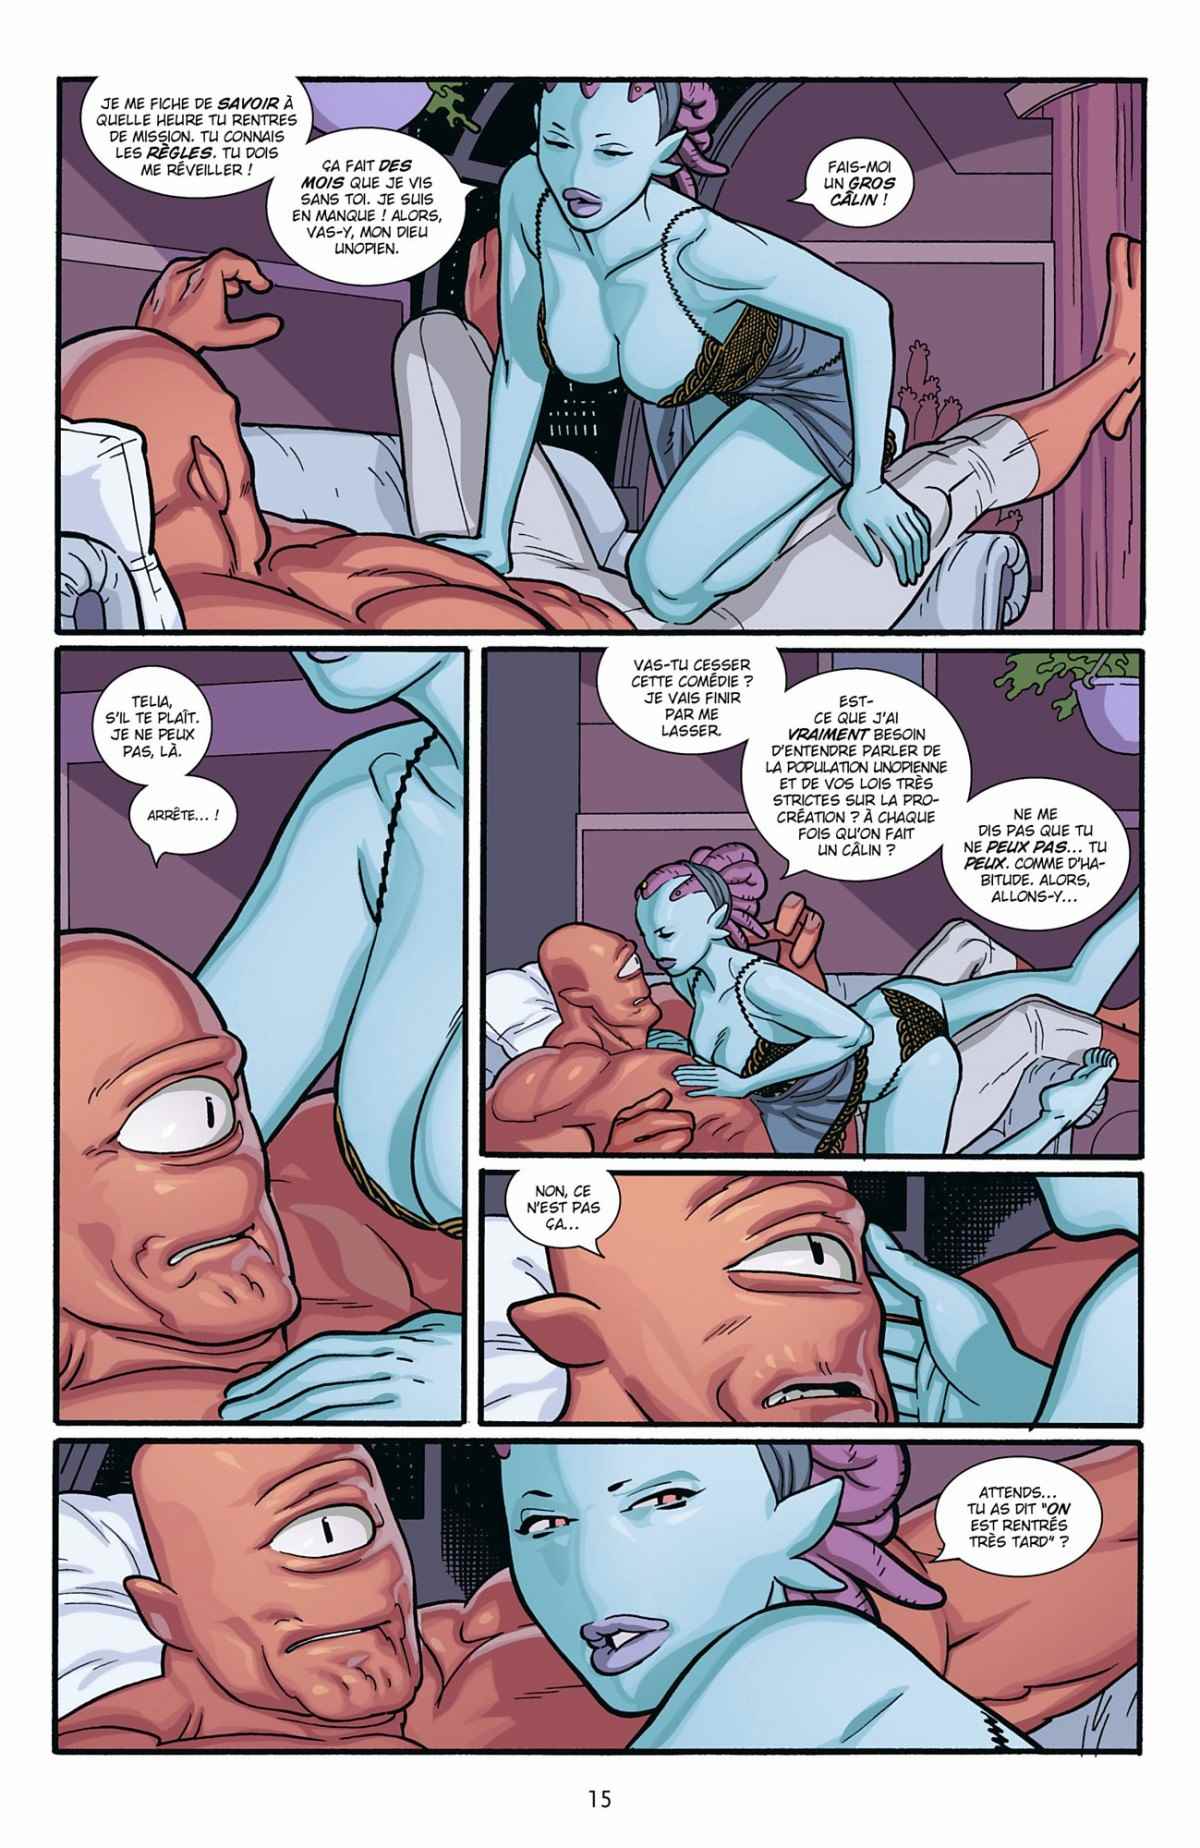 JE ME FICHE DE SAVOIR À
QUELLE HEURE TU RENTRES
DE MISSION. TU CONNAIS
LES RÈGLES. TU DOIS
ME RÉVEILLER !
ÇA FAIT DES
MOIS QUE JE VIS
SANS TOI. JE SUIS
EN MANQUE ! ALORS,
VAS-Y, MON DIEU
UNOPIEN.
FAIS-MOI
UN GROS
CÂLIN !
TELIA,
S'IL TE PLAÎT.
JE NE PEUX
PAS, LÀ.
ARRÊTE... !
VAS-TU CESSER
CETTE COMÉDIE ?
JE VAIS FINIR
PAR ME
LASSER.
EST-
CE QUE J'AI
VRAIMENT BESOIN
D'ENTENDRE PARLER DE
LA POPULATION UNOPIENNE
ET DE VOS LOIS TRÈS
STRICTES SUR LA PRO-
CRÉATION ? À CHAQUE
FOIS QU'ON FAIT
UN CÂLIN ?
NE ME
DIS PAS QUE TU
NE PEUX PAS... TU
PEUX. COMME D'HA-
BITUDE. ALORS,
ALLONS-Y...
NON, CE
N'EST PAS
ÇA...
ATTENDS...
TU AS DIT "ON
EST RENTRÉS
TRÈS TARD" ?
15